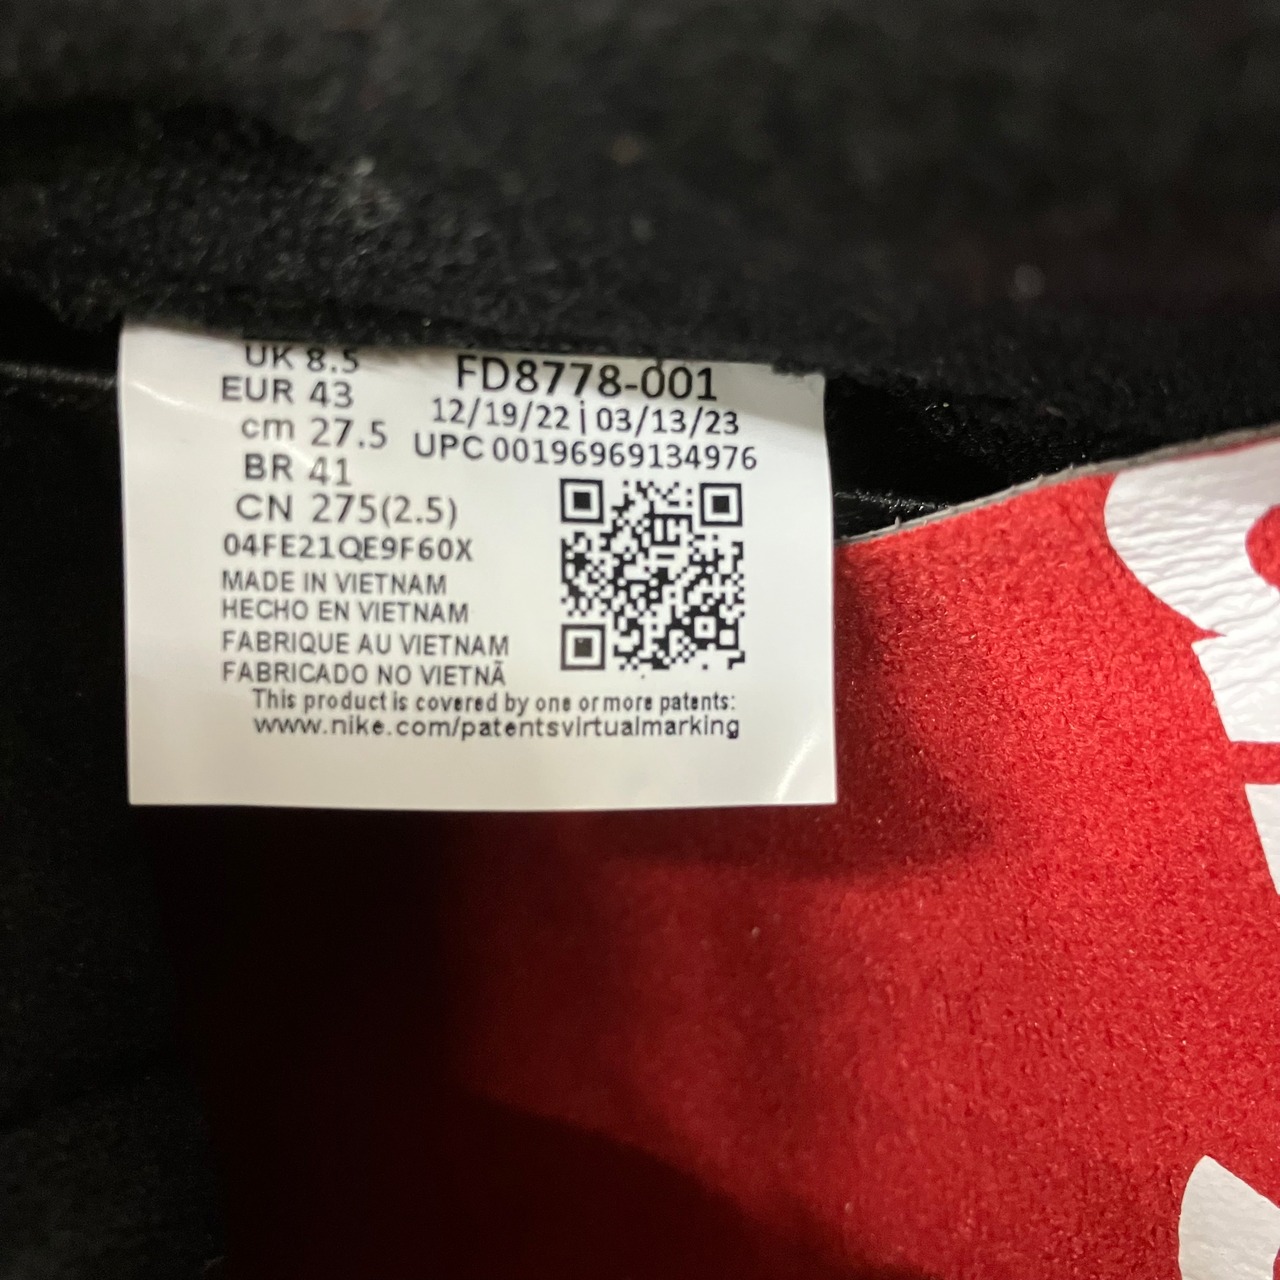 UK 8.5
EUR 43
cm 27.5
BR 41
CN 275(2.5)
FD8778-001
12/19/22 | 03/13/23
UPC 00196969134976
04FE21QE9F60X
MADE IN VIETNAM
HECHO EN VIETNAM
FABRIQUE AU VIETNAM
FABRICADO NO VIETNÃ
This product is covered by one or more patents:
www.nike.com/patentsvirtualmarking